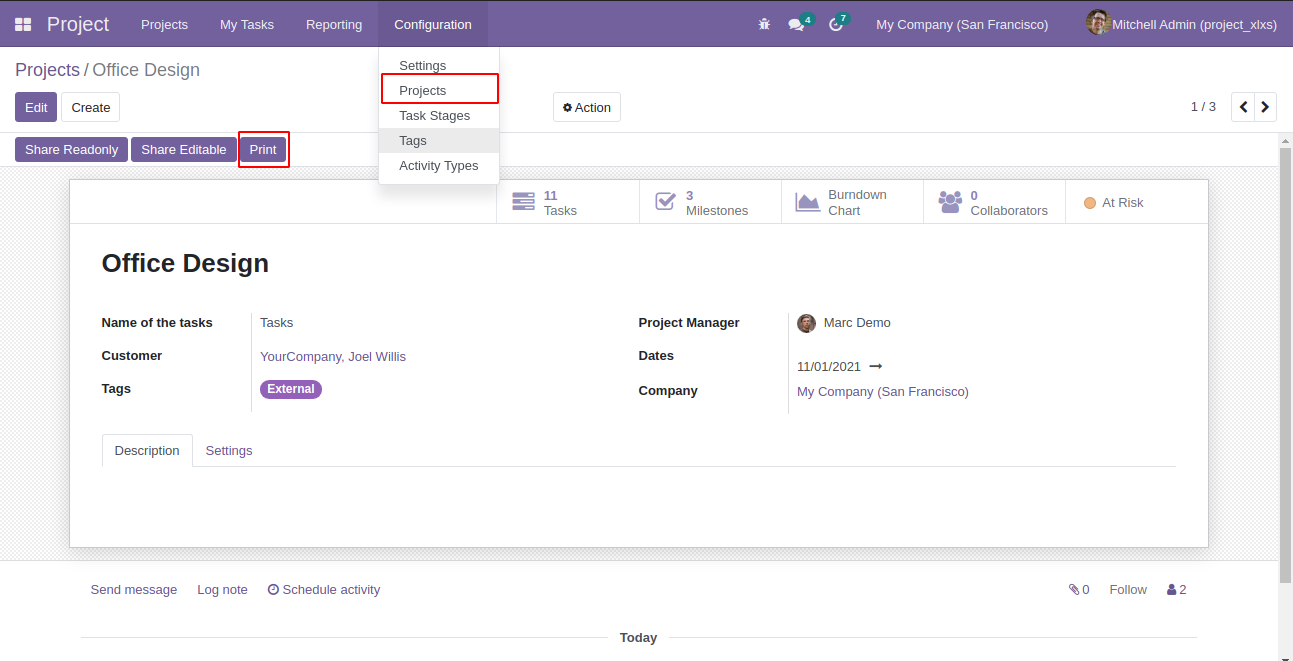 Project Projects My Tasks Reporting Configuration 4 7 My Company (San Francisco) Mitchell Admin (project_xlxs)
Settings
Projects
Task Stages
Tags
Activity Types
Projects / Office Design
Edit Create Action 1 / 3
Share Readonly Share Editable Print
11 Tasks
3 Milestones
Burndown Chart
0 Collaborators
At Risk
Office Design
Name of the tasks Tasks
Customer YourCompany, Joel Willis
Tags External
Project Manager Marc Demo
Dates 11/01/2021
Company My Company (San Francisco)
Description Settings
Send message Log note Schedule activity 0 Follow 2
Today